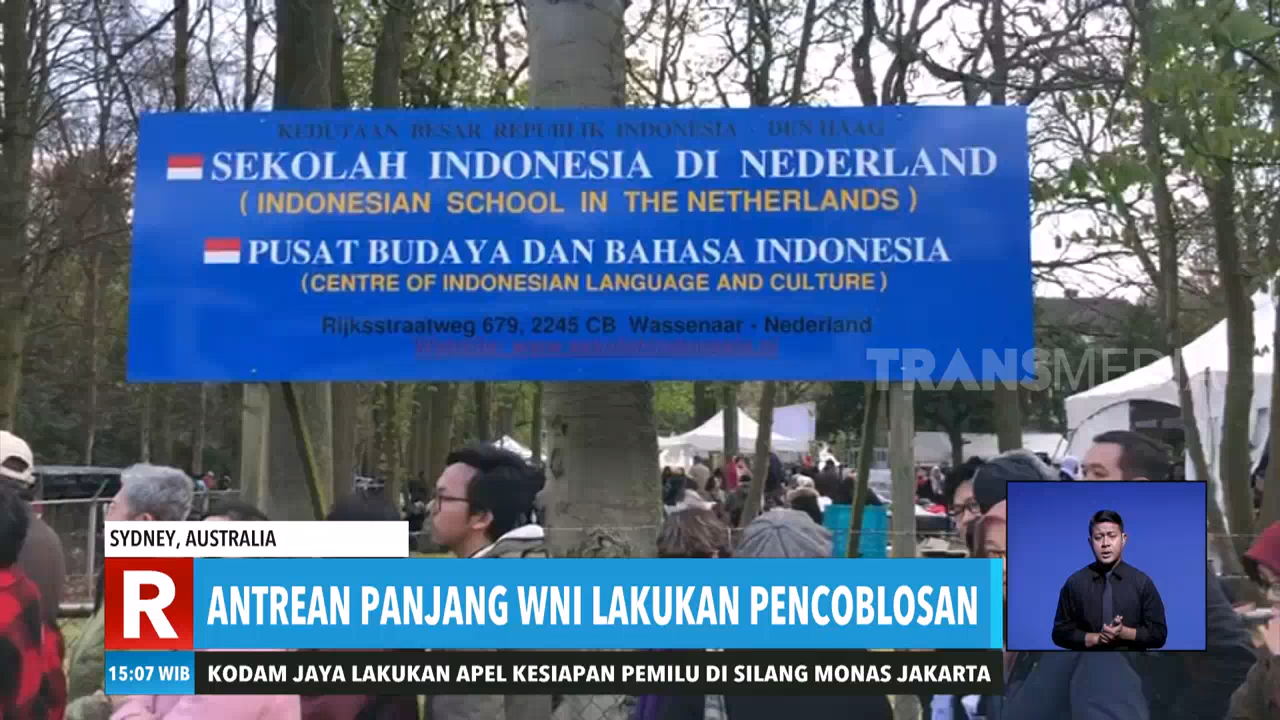 KEDUTAAN BESAR REPUBLIK INDONESIA - DEN HAAG
SEKOLAH INDONESIA DI NEDERLAND
( INDONESIAN SCHOOL IN THE NETHERLANDS )
PUSAT BUDAYA DAN BAHASA INDONESIA
(CENTRE OF INDONESIAN LANGUAGE AND CULTURE)
Rijksstraatweg 679, 2245 CB Wassenaar - Nederland
TRANSMEDIA
SYDNEY, AUSTRALIA
R
ANTREAN PANJANG WNI LAKUKAN PENCOBLOSAN
15:07 WIB
KODAM JAYA LAKUKAN APEL KESIAPAN PEMILU DI SILANG MONAS JAKARTA